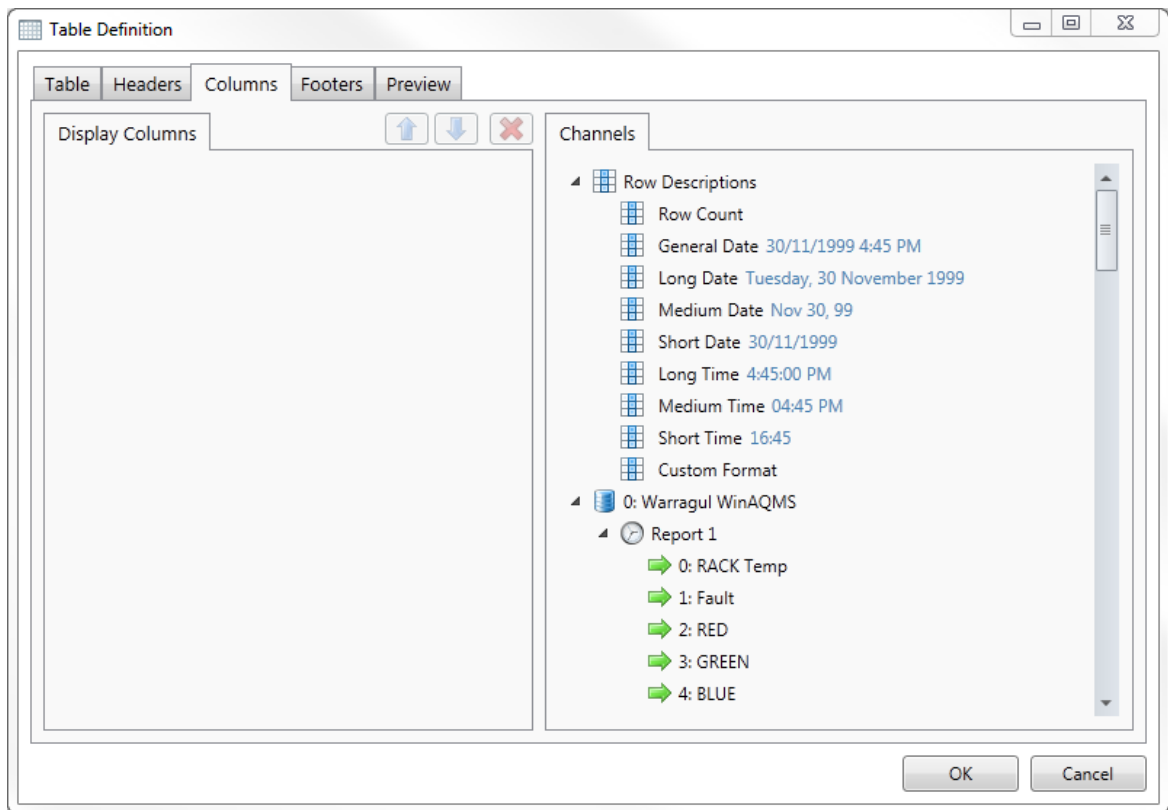 Table Definition
Table Headers Columns Footers Preview
Display Columns
Channels
Row Descriptions
Row Count
General Date 30/11/1999 4:45 PM
Long Date Tuesday, 30 November 1999
Medium Date Nov 30, 99
Short Date 30/11/1999
Long Time 4:45:00 PM
Medium Time 04:45 PM
Short Time 16:45
Custom Format
0: Warragul WinAQMS
Report 1
0: RACK Temp
1: Fault
2: RED
3: GREEN
4: BLUE
OK Cancel